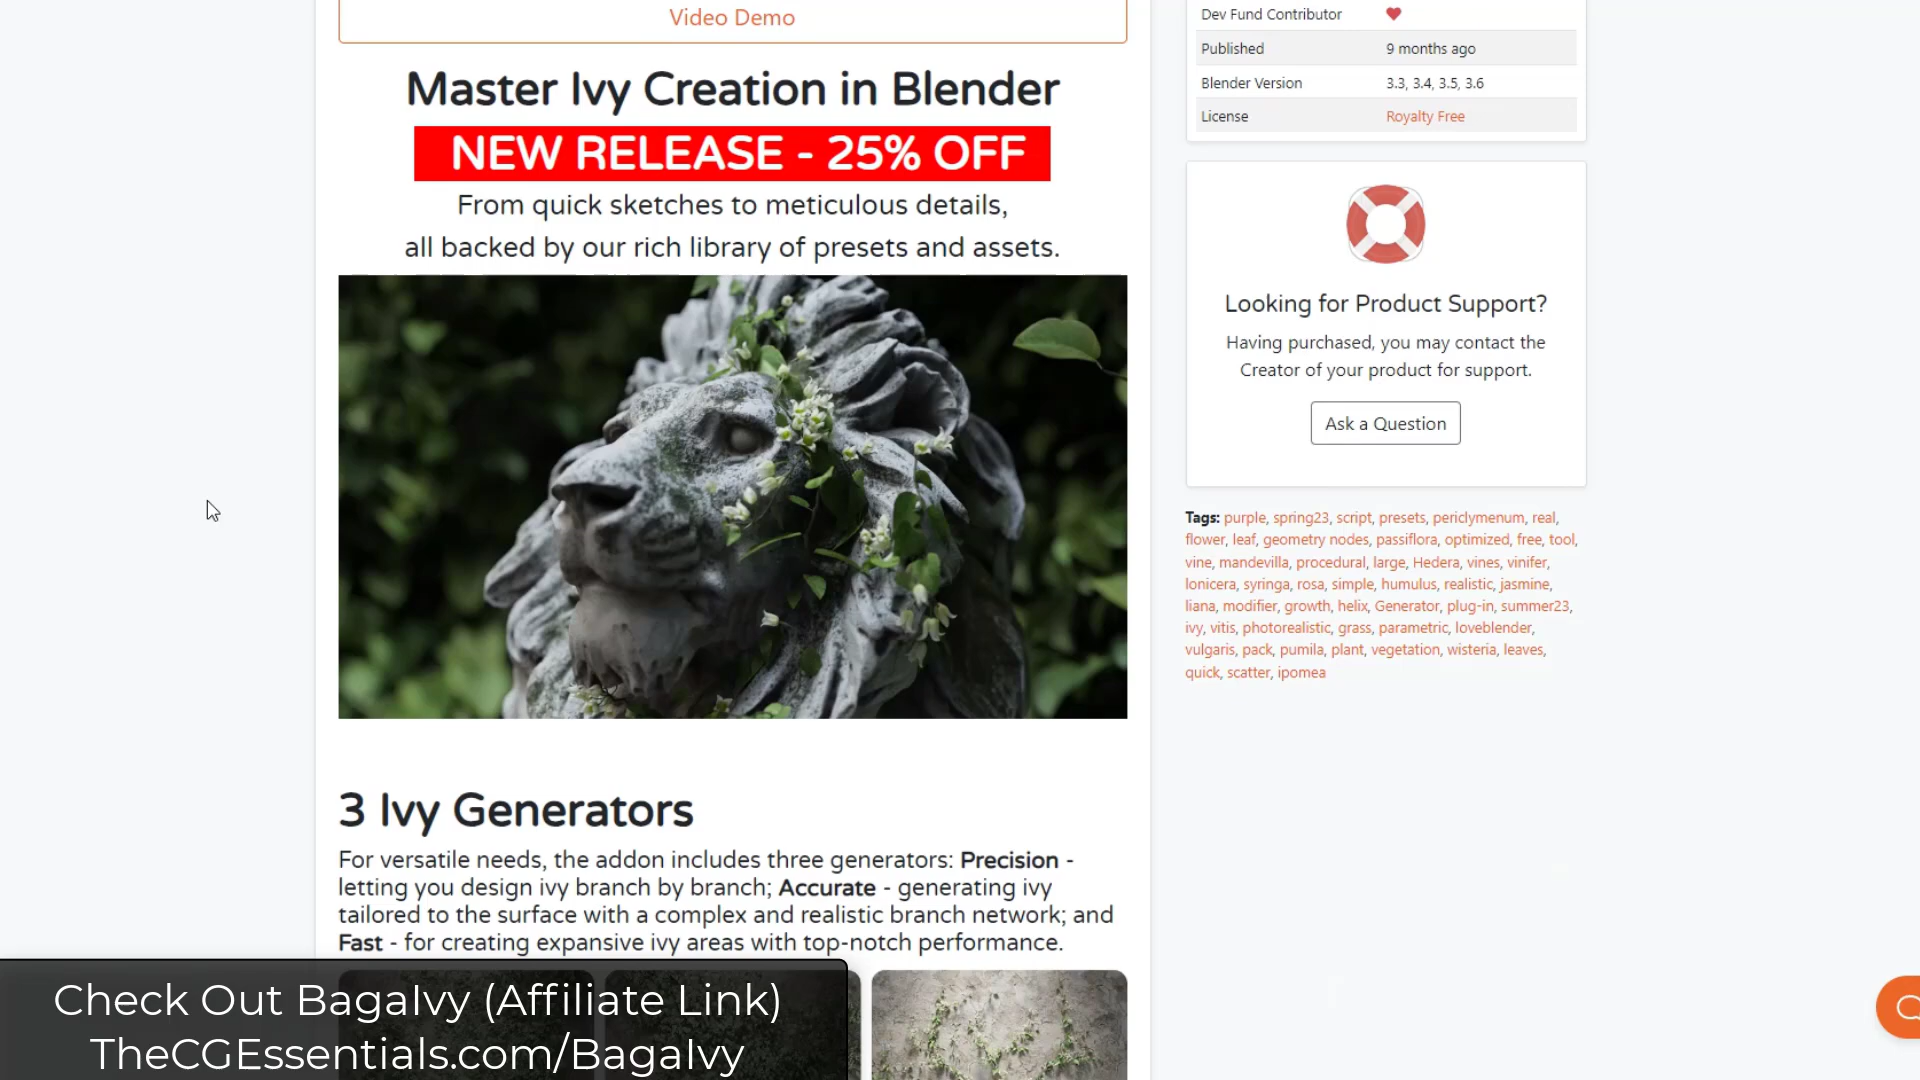 Video Demo
Master Ivy Creation in Blender
NEW RELEASE - 25% OFF
From quick sketches to meticulous details,
all backed by our rich library of presets and assets.
3 Ivy Generators
For versatile needs, the addon includes three generators: Precision -
letting you design ivy branch by branch; Accurate - generating ivy
tailored to the surface with a complex and realistic branch network; and
Fast - for creating expansive ivy areas with top-notch performance.
Dev Fund Contributor
Published 9 months ago
Blender Version 3.3, 3.4, 3.5, 3.6
License Royalty Free
Looking for Product Support?
Having purchased, you may contact the
Creator of your product for support.
Ask a Question
Tags: purple, spring23, script, presets, periclymenum, real,
flower, leaf, geometry nodes, passiflora, optimized, free, tool,
vine, mandevilla, procedural, large, Hedera, vines, vinifer,
lonicera, syringa, rosa, simple, humulus, realistic, jasmine,
liana, modifier, growth, helix, Generator, plug-in, summer23,
ivy, vitis, photorealistic, grass, parametric, loveblender,
vulgaris, pack, pumila, plant, vegetation, wisteria, leaves,
quick, scatter, ipomea
Check Out BagaIvy (Affiliate Link)
TheCGEssentials.com/BagaIvy